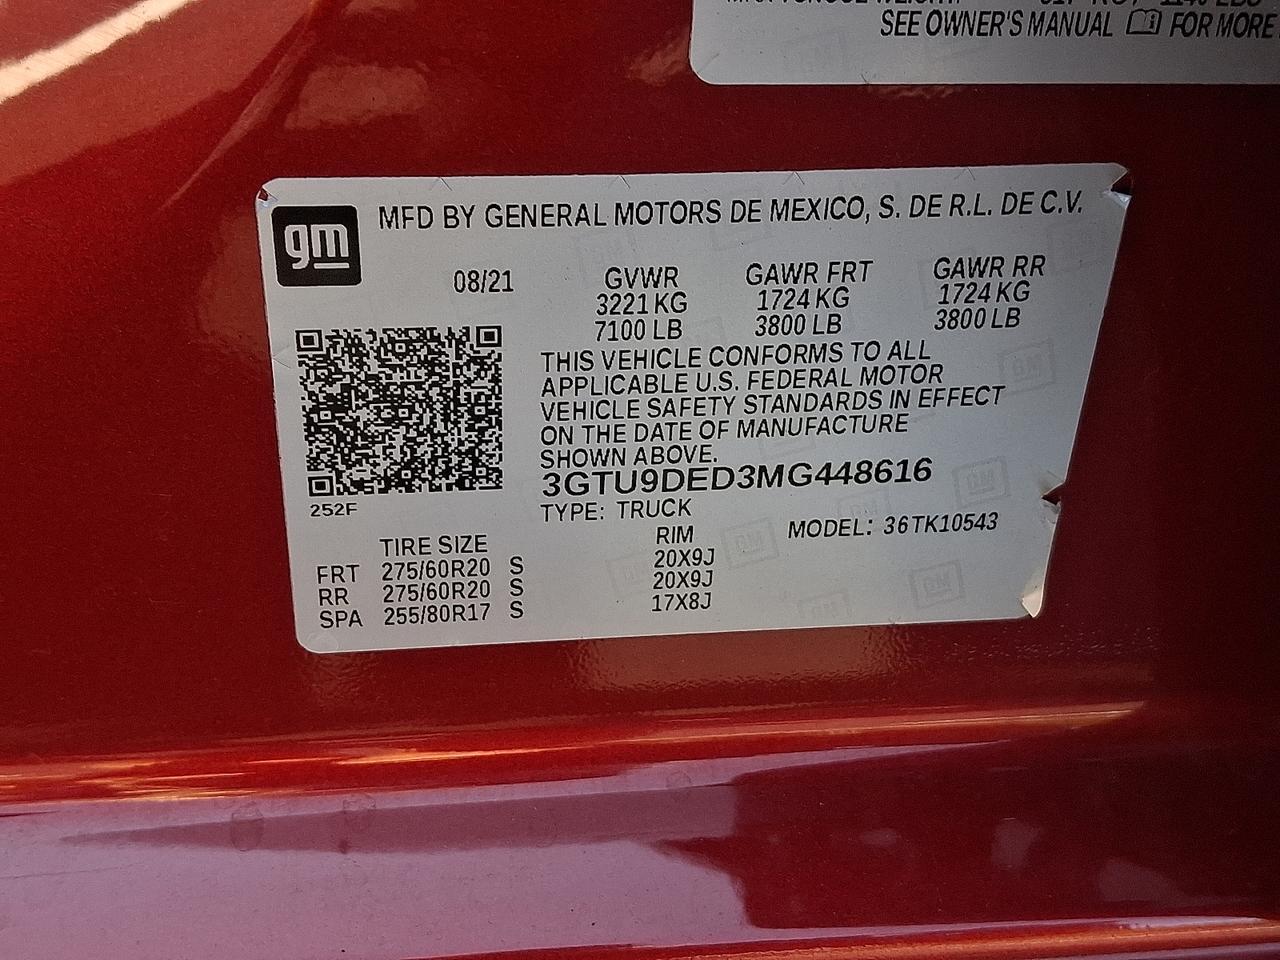 SEE OWNER'S MANUAL FOR MORE
gm
MFD BY GENERAL MOTORS DE MEXICO, S. DE R.L. DE C.V.
08/21 GVWR GAWR FRT GAWR RR
3221 KG 1724 KG 1724 KG
7100 LB 3800 LB 3800 LB
THIS VEHICLE CONFORMS TO ALL
APPLICABLE U.S. FEDERAL MOTOR
VEHICLE SAFETY STANDARDS IN EFFECT
ON THE DATE OF MANUFACTURE
SHOWN ABOVE.
3GTU9DED3MG448616
252F
TYPE: TRUCK
MODEL: 36TK10543
TIRE SIZE RIM
FRT 275/60R20 S 20X9J
RR 275/60R20 S 20X9J
SPA 255/80R17 S 17X8J